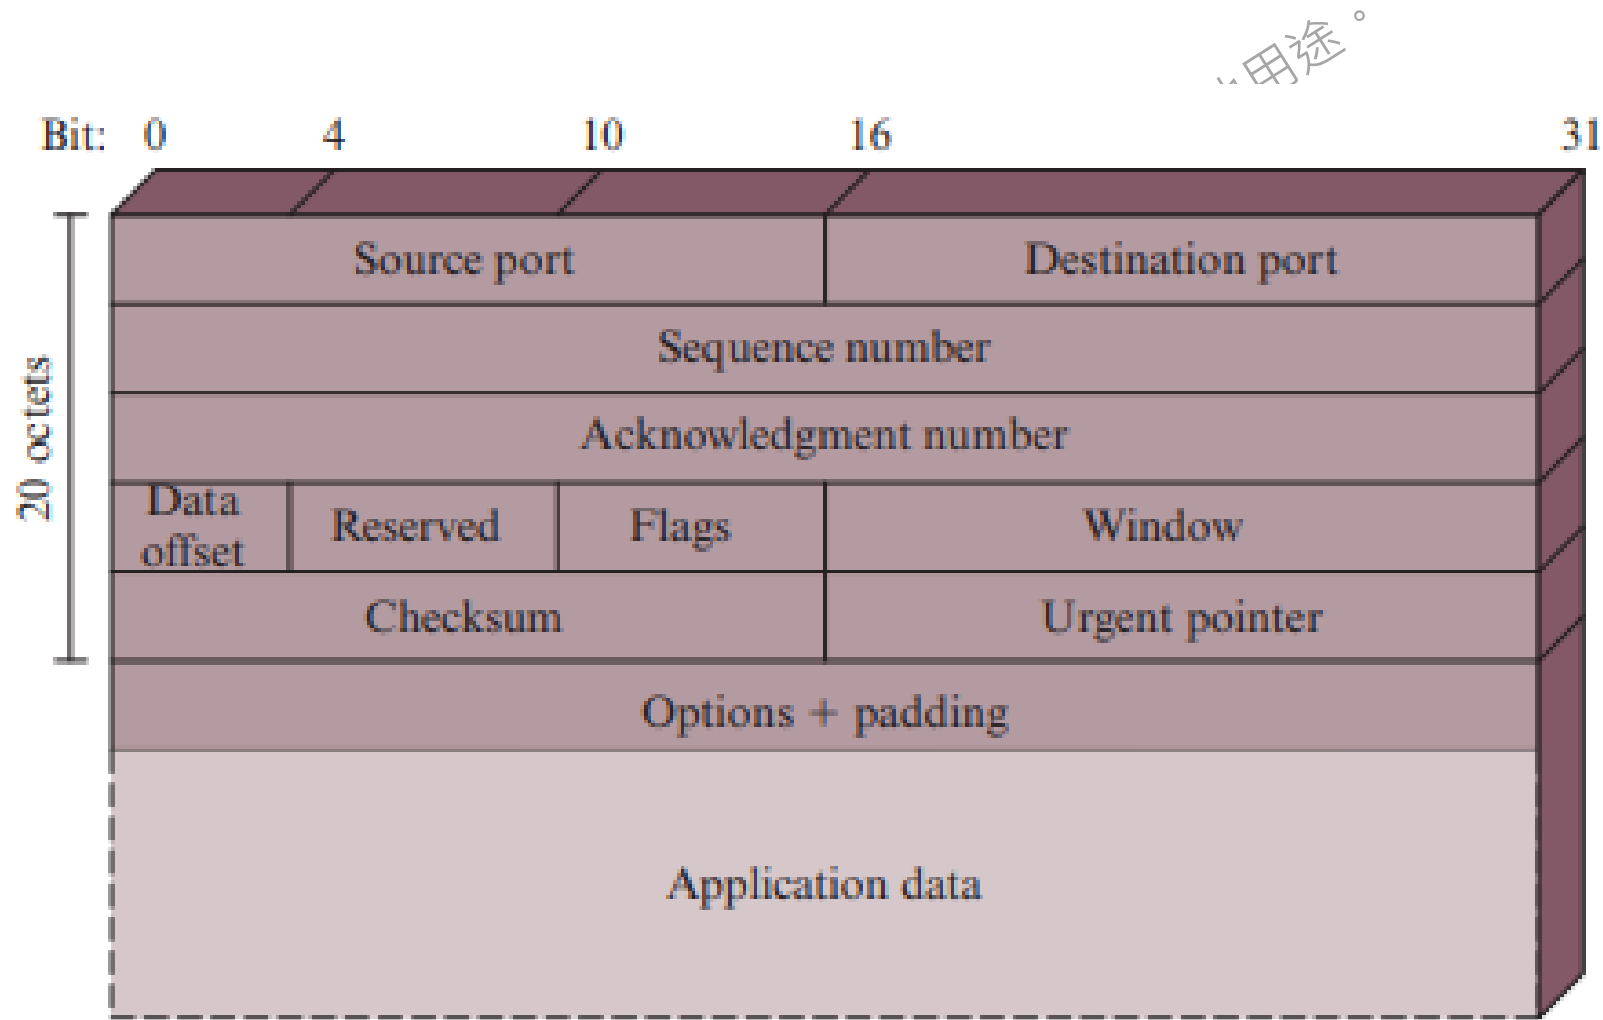 用途。
Bit: 0 4 10 16 31
Source port Destination port
Sequence number
Acknowledgment number
Data offset Reserved Flags Window
Checksum Urgent pointer
20 octets
Options + padding
Application data